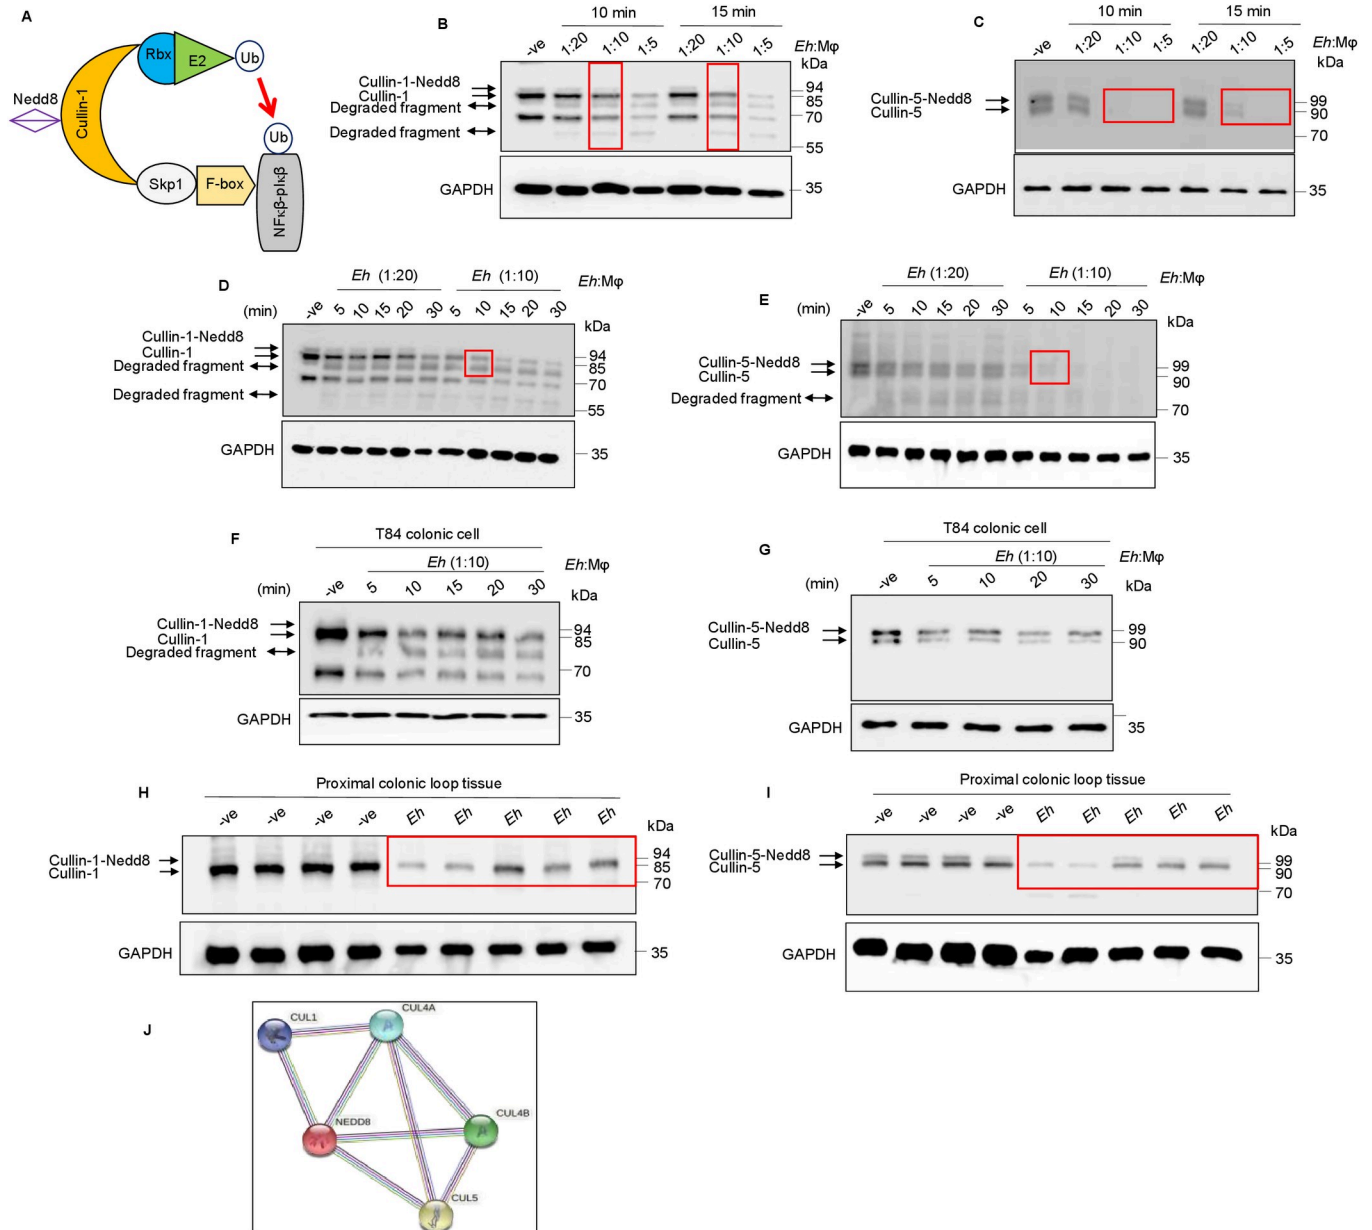 A
Rbx
E2
Ub
Nedd8
Cullin-1
Ub
Skp1
F-box
NFκβ-pIκβ
B
10 min
15 min
-ve
1:20
1:10
1:5
1:20
1:10
1:5
Eh:Mφ
kDa
Cullin-1-Nedd8
Cullin-1
Degraded fragment
Degraded fragment
94
85
70
55
GAPDH
35
C
10 min
15 min
-ve
1:20
1:10
1:5
1:20
1:10
1:5
Eh:Mφ
kDa
Cullin-5-Nedd8
Cullin-5
99
90
70
GAPDH
35
D
Eh (1:20)
Eh (1:10)
Eh:Mφ
(min)
-ve
5
10
15
20
30
5
10
15
20
30
kDa
Cullin-1-Nedd8
Cullin-1
Degraded fragment
Degraded fragment
94
85
70
55
GAPDH
35
E
Eh (1:20)
Eh (1:10)
Eh:Mφ
(min)
-ve
5
10
15
20
30
5
10
15
20
30
kDa
Cullin-5-Nedd8
Cullin-5
Degraded fragment
99
90
70
GAPDH
35
F
T84 colonic cell
Eh (1:10)
Eh:Mφ
(min)
-ve
5
10
15
20
30
kDa
Cullin-1-Nedd8
Cullin-1
Degraded fragment
94
85
70
GAPDH
35
G
T84 colonic cell
Eh (1:10)
Eh:Mφ
(min)
-ve
5
10
20
30
kDa
Cullin-5-Nedd8
Cullin-5
99
90
GAPDH
35
H
Proximal colonic loop tissue
-ve
-ve
-ve
-ve
Eh
Eh
Eh
Eh
Eh
kDa
Cullin-1-Nedd8
Cullin-1
94
85
70
GAPDH
35
I
Proximal colonic loop tissue
-ve
-ve
-ve
-ve
Eh
Eh
Eh
Eh
Eh
kDa
Cullin-5-Nedd8
Cullin-5
99
90
70
GAPDH
35
J
CUL1
CUL4A
CUL4B
NEDD8
CUL5